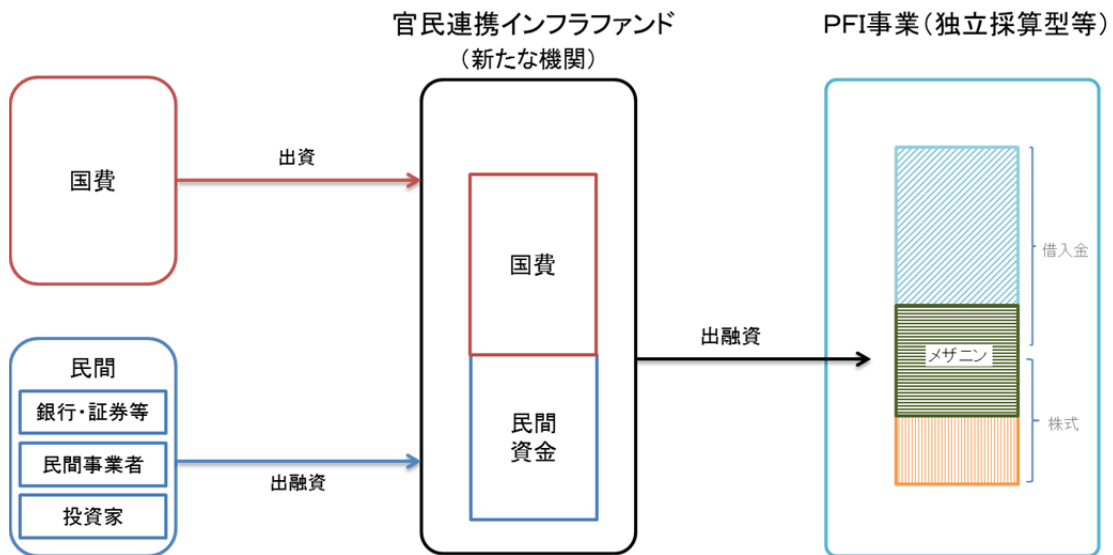 官民連携インフラファンド
(新たな機関)
PFI事業(独立採算型等)
国費
出資
民間
銀行・証券等
民間事業者
投資家
出融資
国費
民間
資金
出融資
借入金
メザニン
株式